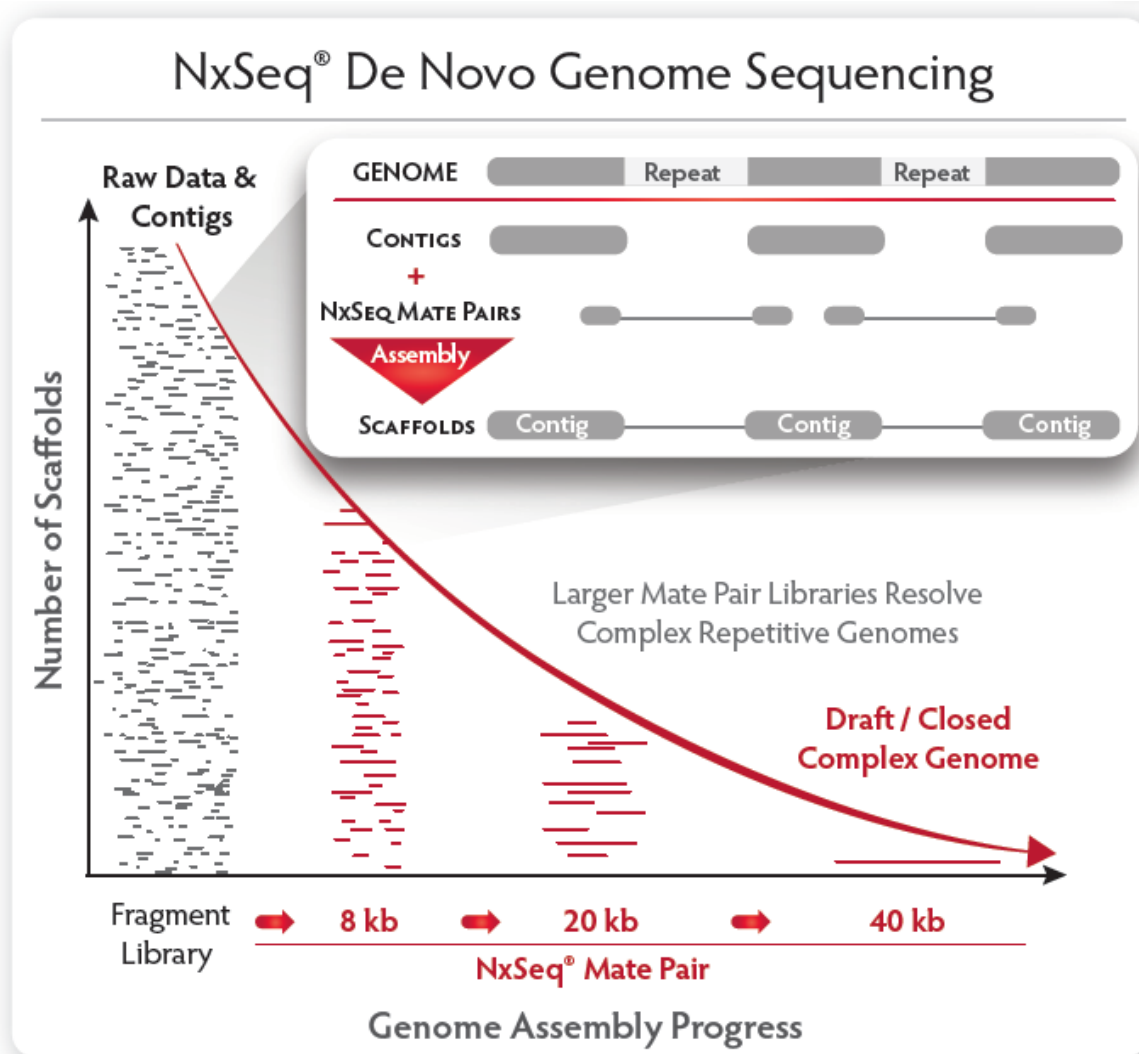 NxSeq® De Novo Genome Sequencing
Raw Data &
Contigs
GENOME
Repeat
Repeat
CONTIGS
+
NXSEQ MATE PAIRS
Assembly
SCAFFOLDS
Contig
Contig
Contig
Number of Scaffolds
Larger Mate Pair Libraries Resolve
Complex Repetitive Genomes
Draft / Closed
Complex Genome
Fragment
Library
8 kb
20 kb
40 kb
NxSeq® Mate Pair
Genome Assembly Progress